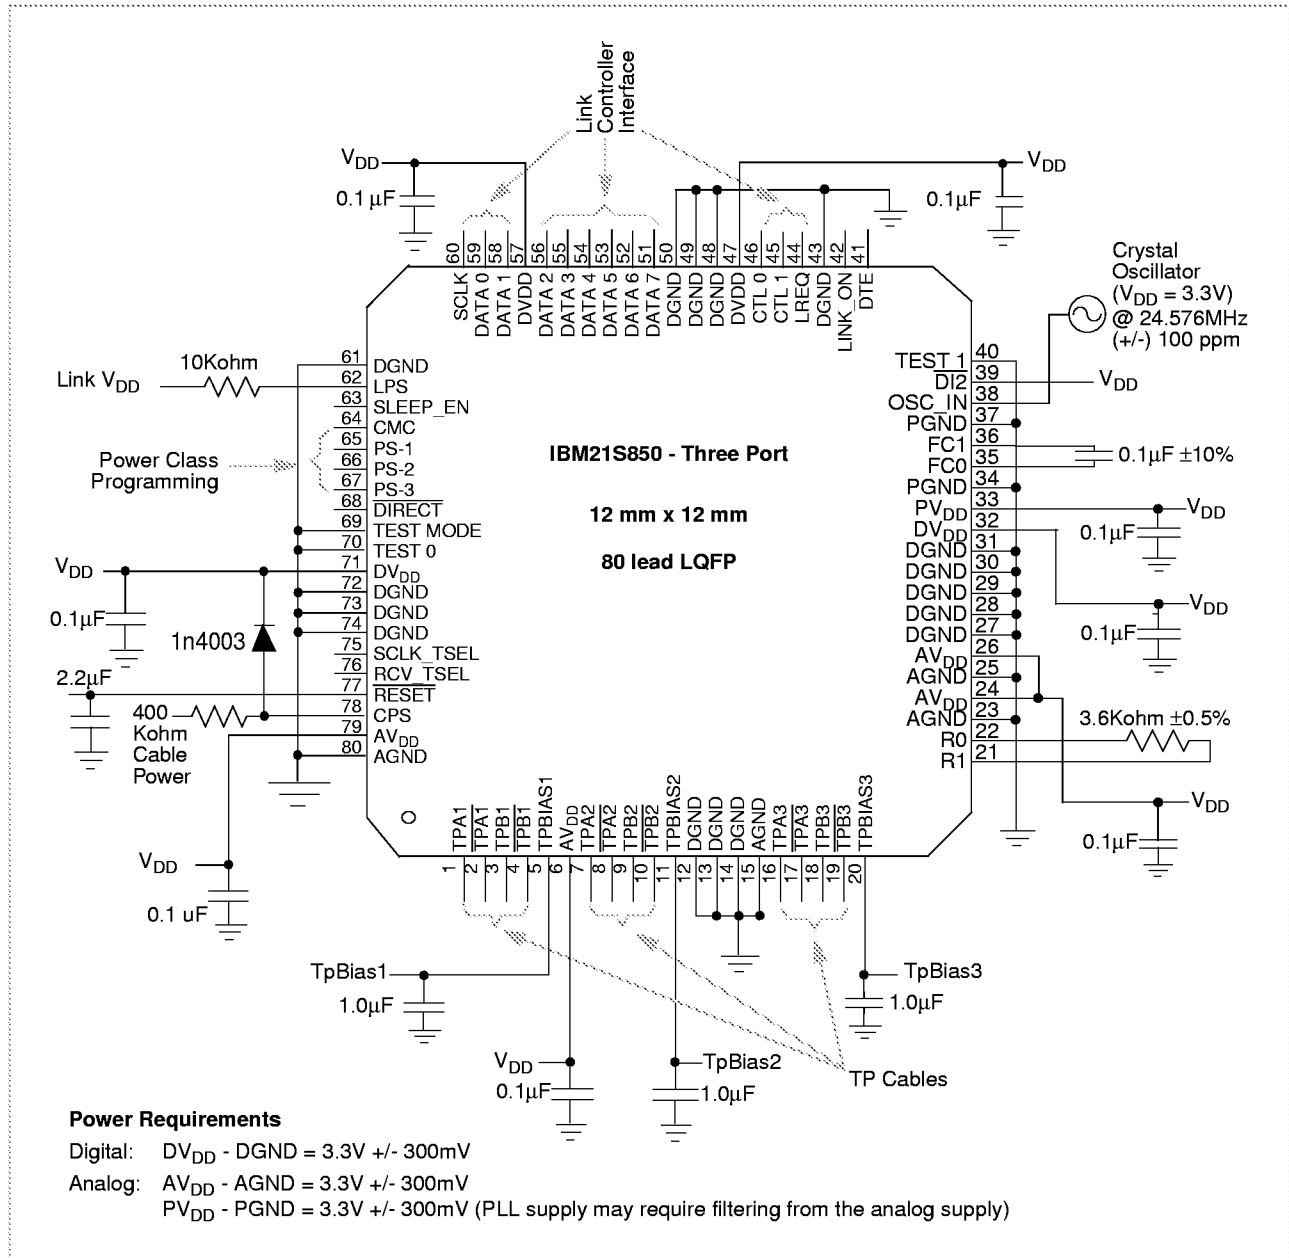 Link
Controller
Interface
VDD
0.1 µF
VDD
0.1µF
60 59 58 57 56 55 54 53 52 51 50 49 48 47 46 45 44 43 42 41
SCLK
DATA 0
DATA 1
DVDD
DATA 2
DATA 3
DATA 4
DATA 5
DATA 6
DATA 7
DGND
DGND
DGND
DVDD
CTL 0
CTL 1
LREQ
DGND
LINK_ON
DTE
Crystal
Oscillator
(VDD = 3.3V)
@ 24.576MHz
(+/-) 100 ppm
Link VDD
10Kohm
Power Class
Programming
61 DGND
62 LPS
63 SLEEP_EN
64 CMC
65 PS-1
66 PS-2
67 PS-3
68 DIRECT
69 TEST MODE
70 TEST 0
71 DVDD
72 DGND
73 DGND
74 DGND
75 SCLK_TSEL
76 RCV_TSEL
77 RESET
78 CPS
79 AVDD
80 AGND
VDD
0.1µF
1n4003
2.2µF
400
Kohm
Cable
Power
VDD
0.1 uF
IBM21S850 - Three Port
12 mm x 12 mm
80 lead LQFP
TEST 1 40
DI2 39
OSC_IN 38
PGND 37
FC1 36
FC0 35
PGND 34
PVDD 33
DVDD 32
DGND 31
DGND 30
DGND 29
DGND 28
DGND 27
AVDD 26
AGND 25
AVDD 24
AGND 23
R0 22
R1 21
VDD
0.1µF ±10%
VDD
0.1µF
VDD
0.1µF
3.6Kohm ±0.5%
VDD
0.1µF
TPA1
TPA1
TPB1
TPB1
TPBIAS1
AVDD
TPA2
TPA2
TPB2
TPB2
TPBIAS2
DGND
DGND
DGND
AGND
TPA3
TPA3
TPB3
TPB3
TPBIAS3
1 2 3 4 5 6 7 8 9 10 11 12 13 14 15 16 17 18 19 20
TpBias1
1.0µF
VDD
0.1µF
TpBias2
1.0µF
TpBias3
1.0µF
TP Cables
Power Requirements
Digital: DVDD - DGND = 3.3V +/- 300mV
Analog: AVDD - AGND = 3.3V +/- 300mV
PVDD - PGND = 3.3V +/- 300mV (PLL supply may require filtering from the analog supply)